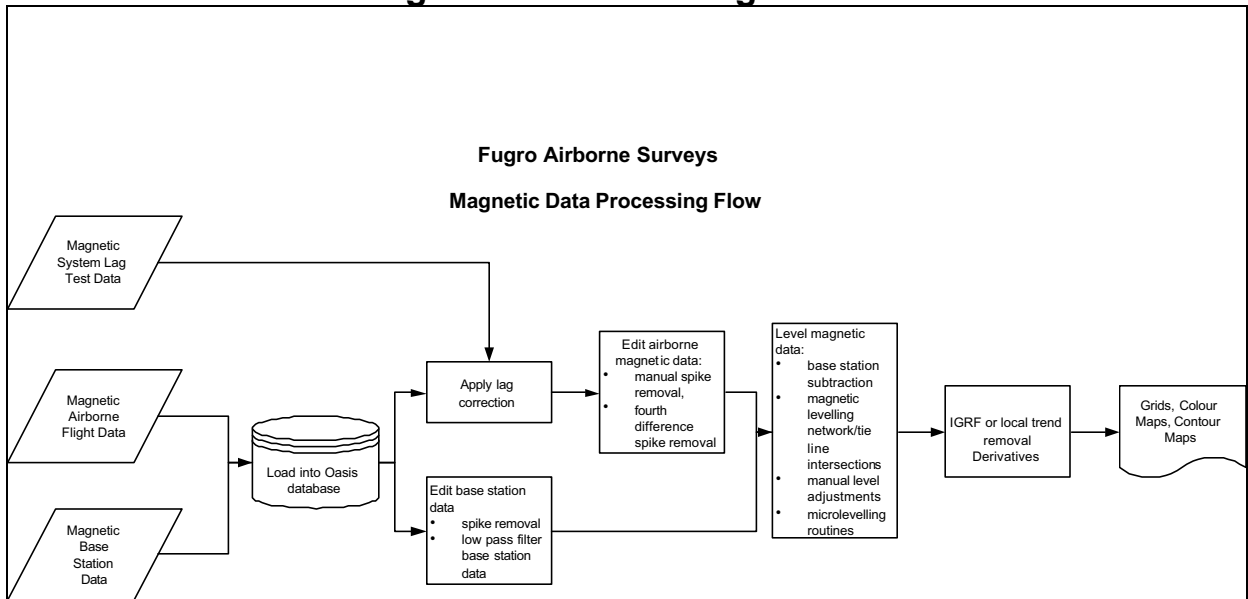 Fugro Airborne Surveys
Magnetic Data Processing Flow
Magnetic
System Lag
Test Data
Magnetic
Airborne
Flight Data
Magnetic
Base
Station
Data
Load into Oasis
database
Apply lag
correction
Edit base station
data
• spike removal
• low pass filter
base station
data
Edit airborne
magnetic data:
• manual spike
removal,
• fourth
difference
spike removal
Level magnetic
data:
• base station
subtraction
• magnetic
levelling
network/tie
line
intersections
• manual level
adjustments
• microlevelling
routines
IGRF or local trend
removal
Derivatives
Grids, Colour
Maps, Contour
Maps